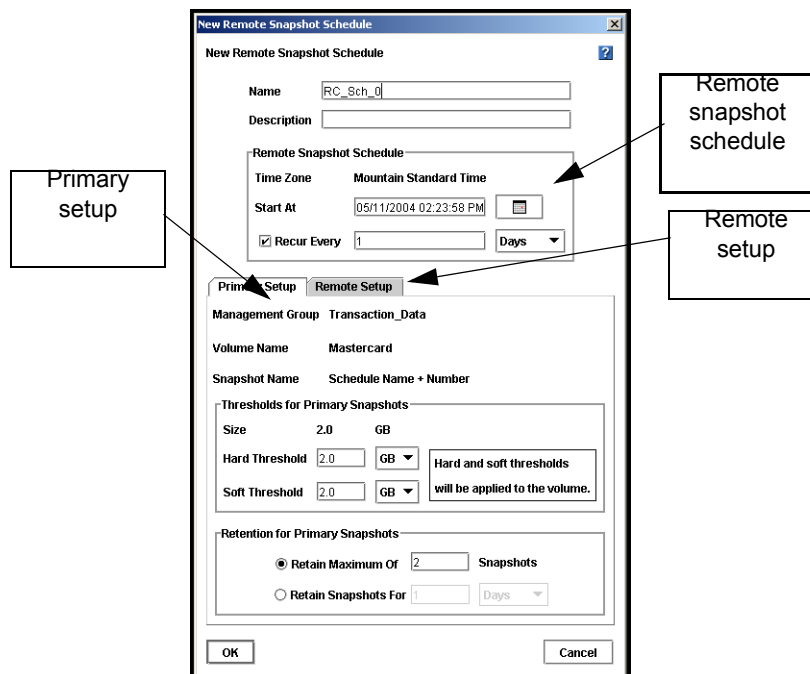 New Remote Snapshot Schedule
New Remote Snapshot Schedule
?
Name RC_Sch_0
Description
Remote Snapshot Schedule
Time Zone Mountain Standard Time
Start At 05/11/2004 02:23:58 PM
Recur Every 1 Days
Primary Setup Remote Setup
Management Group Transaction_Data
Volume Name Mastercard
Snapshot Name Schedule Name + Number
Thresholds for Primary Snapshots
Size 2.0 GB
Hard Threshold 2.0 GB
Soft Threshold 2.0 GB
Hard and soft thresholds
will be applied to the volume.
Retention for Primary Snapshots
Retain Maximum Of 2 Snapshots
Retain Snapshots For 1 Days
OK Cancel
Primary
setup
Remote
snapshot
schedule
Remote
setup